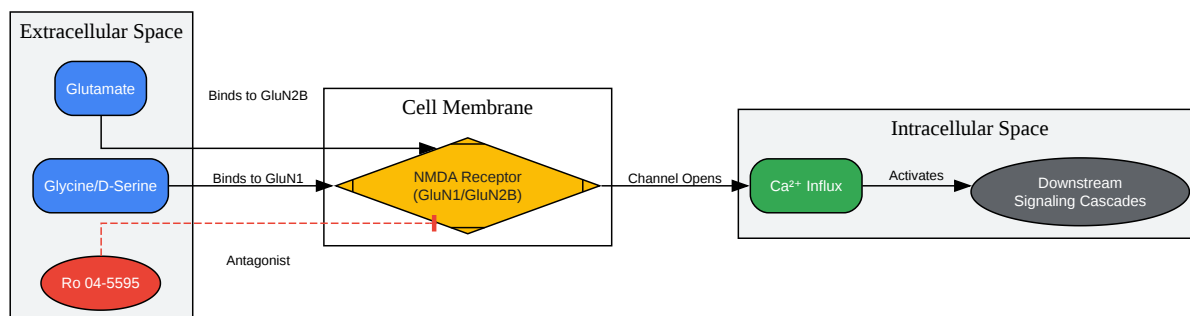 Extracellular Space
Glutamate
Binds to GluN2B
Cell Membrane
Intracellular Space
Glycine/D-Serine
Binds to GluN1
NMDA Receptor
(GluN1/GluN2B)
Channel Opens
Ca²⁺ Influx
Activates
Downstream
Signaling Cascades
Antagonist
Ro 04-5595